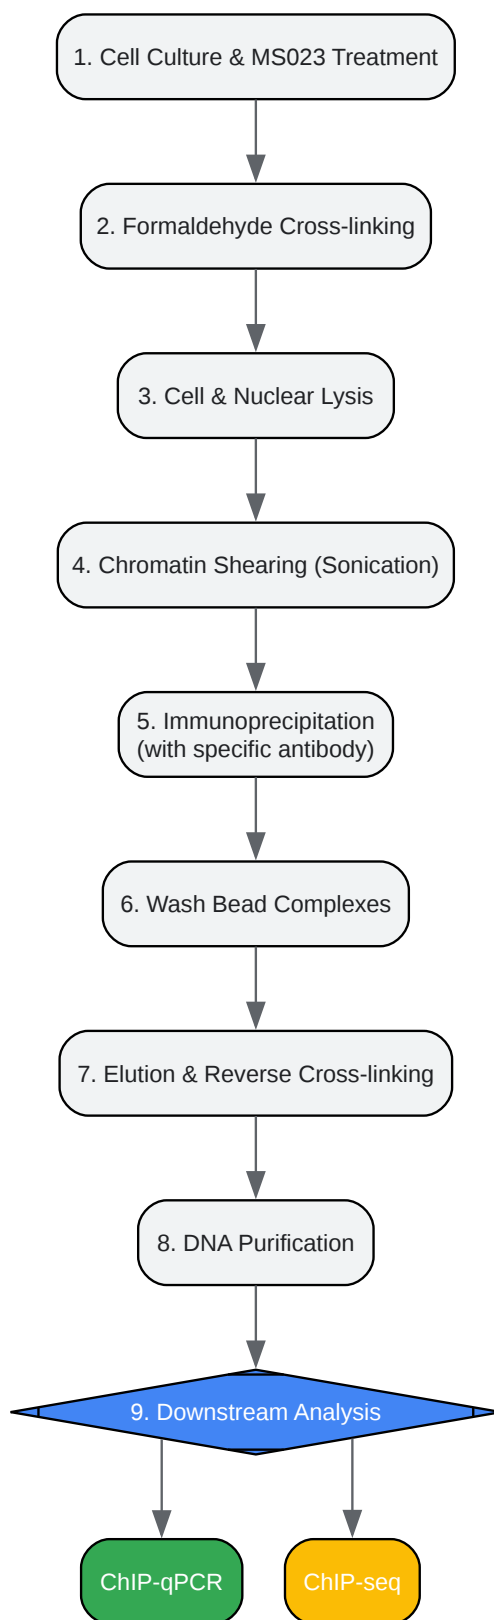 1. Cell Culture & MS023 Treatment
2. Formaldehyde Cross-linking
3. Cell & Nuclear Lysis
4. Chromatin Shearing (Sonication)
5. Immunoprecipitation
(with specific antibody)
6. Wash Bead Complexes
7. Elution & Reverse Cross-linking
8. DNA Purification
9. Downstream Analysis
ChIP-qPCR
ChIP-seq